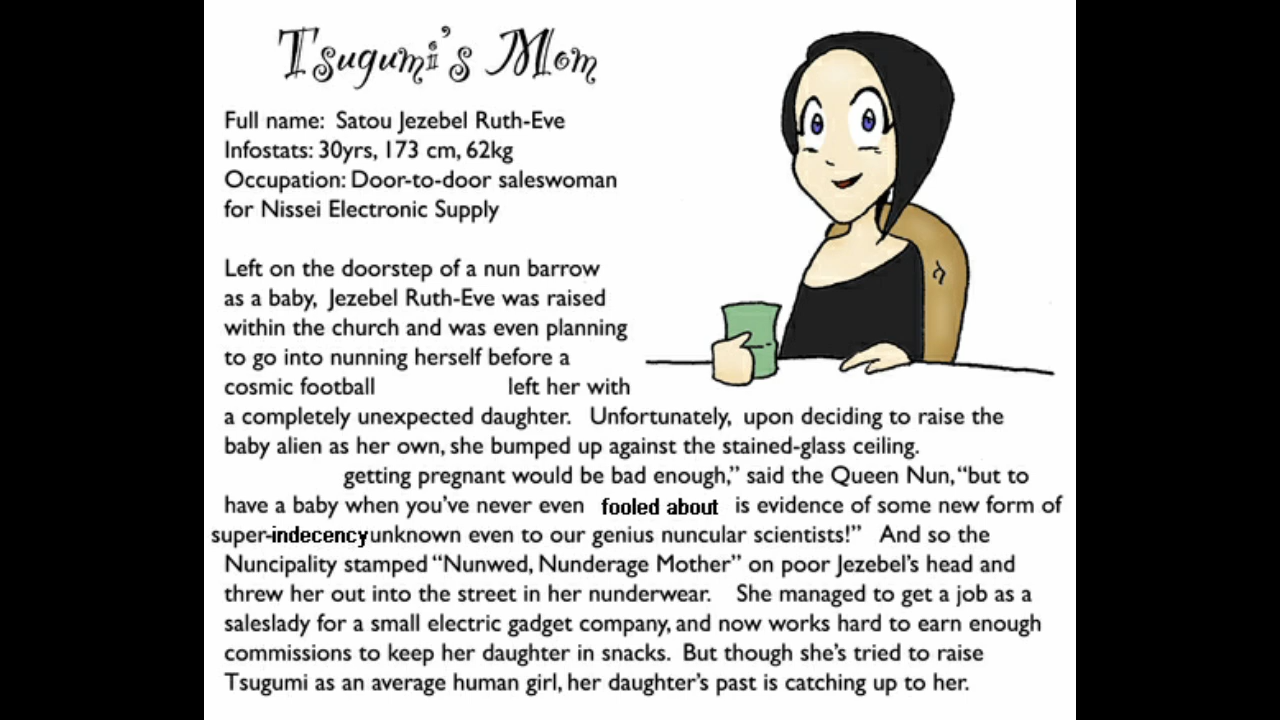 Tsugumi's Mom
Full name: Satou Jezebel Ruth-Eve
Infostats: 30yrs, 173 cm, 62kg
Occupation: Door-to-door saleswoman
for Nissei Electronic Supply
Left on the doorstep of a nun barrow
as a baby, Jezebel Ruth-Eve was raised
within the church and was even planning
to go into nunning herself before a
cosmic football left her with
a completely unexpected daughter. Unfortunately, upon deciding to raise the
baby alien as her own, she bumped up against the stained-glass ceiling.
getting pregnant would be bad enough,” said the Queen Nun, “but to
have a baby when you've never even fooled about is evidence of some new form of
super-indecency unknown even to our genius nuncular scientists!” And so the
Nuncipality stamped “Nunwed, Nunderage Mother” on poor Jezebel's head and
threw her out into the street in her nunderwear. She managed to get a job as a
saleslady for a small electric gadget company, and now works hard to earn enough
commissions to keep her daughter in snacks. But though she's tried to raise
Tsugumi as an average human girl, her daughter's past is catching up to her.